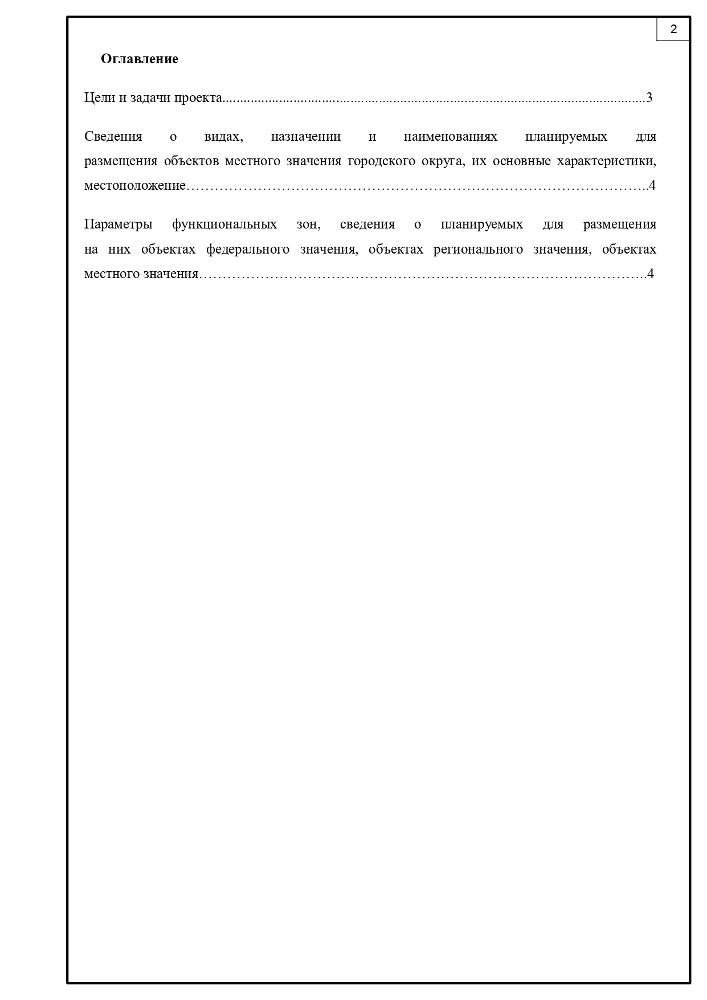 2
Оглавление
Цели и задачи проекта........................................................................................................................3
Сведения о видах, назначении и наименованиях планируемых для
размещения объектов местного значения городского округа, их основные характеристики,
местоположение……………………………………………………………………………………..4
Параметры функциональных зон, сведения о планируемых для размещения
на них объектах федерального значения, объектах регионального значения, объектах
местного значения…………………………………………………………………………………..4